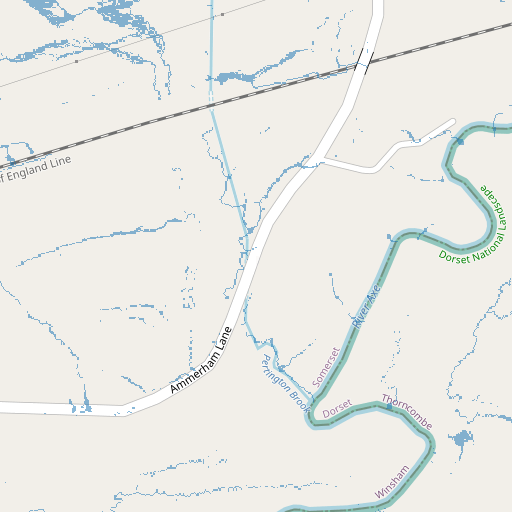 f England Line
Dorset National Landscape
River Axe
Ammerham Lane
Perrington Brook
Somerset
Dorset
Thorncombe
Winsham